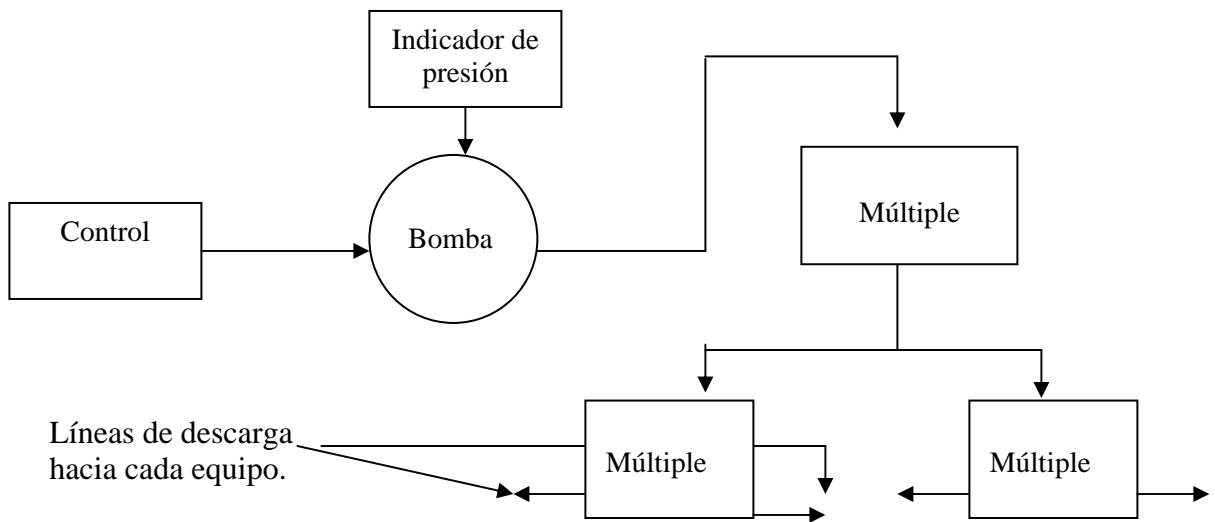 Indicador de
presión
Control
Bomba
Múltiple
Líneas de descarga
hacia cada equipo.
Múltiple
Múltiple